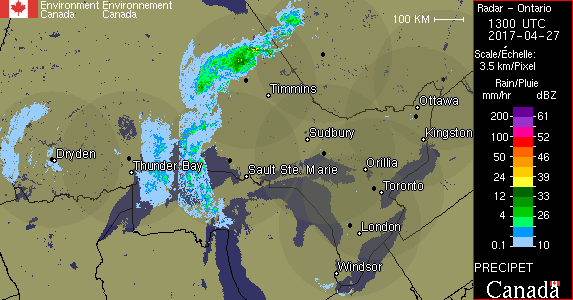 Environment Environnement
Canada Canada
100 KM
Timmins
Ottawa
Sudbury
Kingston
Dryden
Thunder Bay
Sault Ste. Marie
Orillia
Toronto
London
Windsor
Radar - Ontario
1300 UTC
2017-04-27
Scale/Échelle:
3.5 km/Pixel
Rain/Pluie
mm/hr dBZ
200 61
100 52
50 46
24 39
12 33
4 26
0.1 10
PRECIPET
Canada